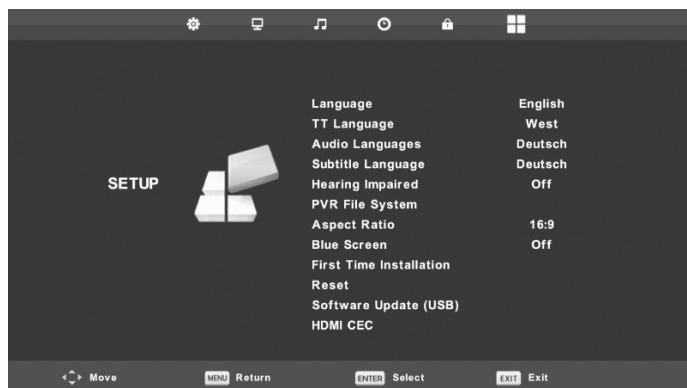 Language English
TT Language West
Audio Languages Deutsch
Subtitle Language Deutsch
SETUP
Hearing Impaired Off
PVR File System
Aspect Ratio 16:9
Blue Screen Off
First Time Installation
Reset
Software Update (USB)
HDMI CEC
Move MENU Return ENTER Select EXIT Exit